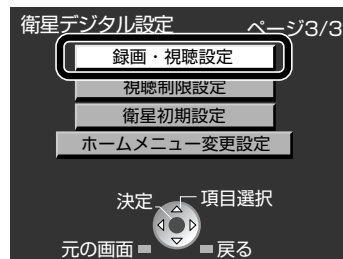 衛星デジタル設定 ページ3/3
録画・視聴設定
視聴制限設定
衛星初期設定
ホームメニュー変更設定
決定 項目選択
元の画面 戻る